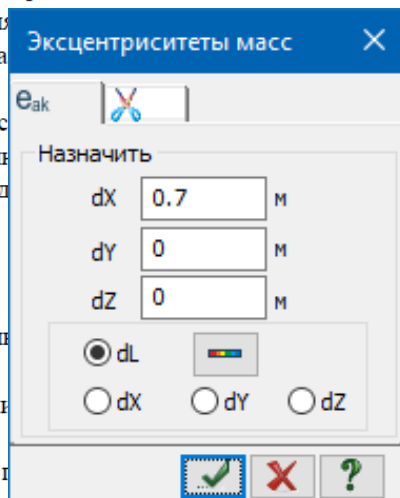 Эксцентриситеты масс
eak
Назначить
dX 0.7 м
dY 0 м
dZ 0 м
dL
dX dY dZ